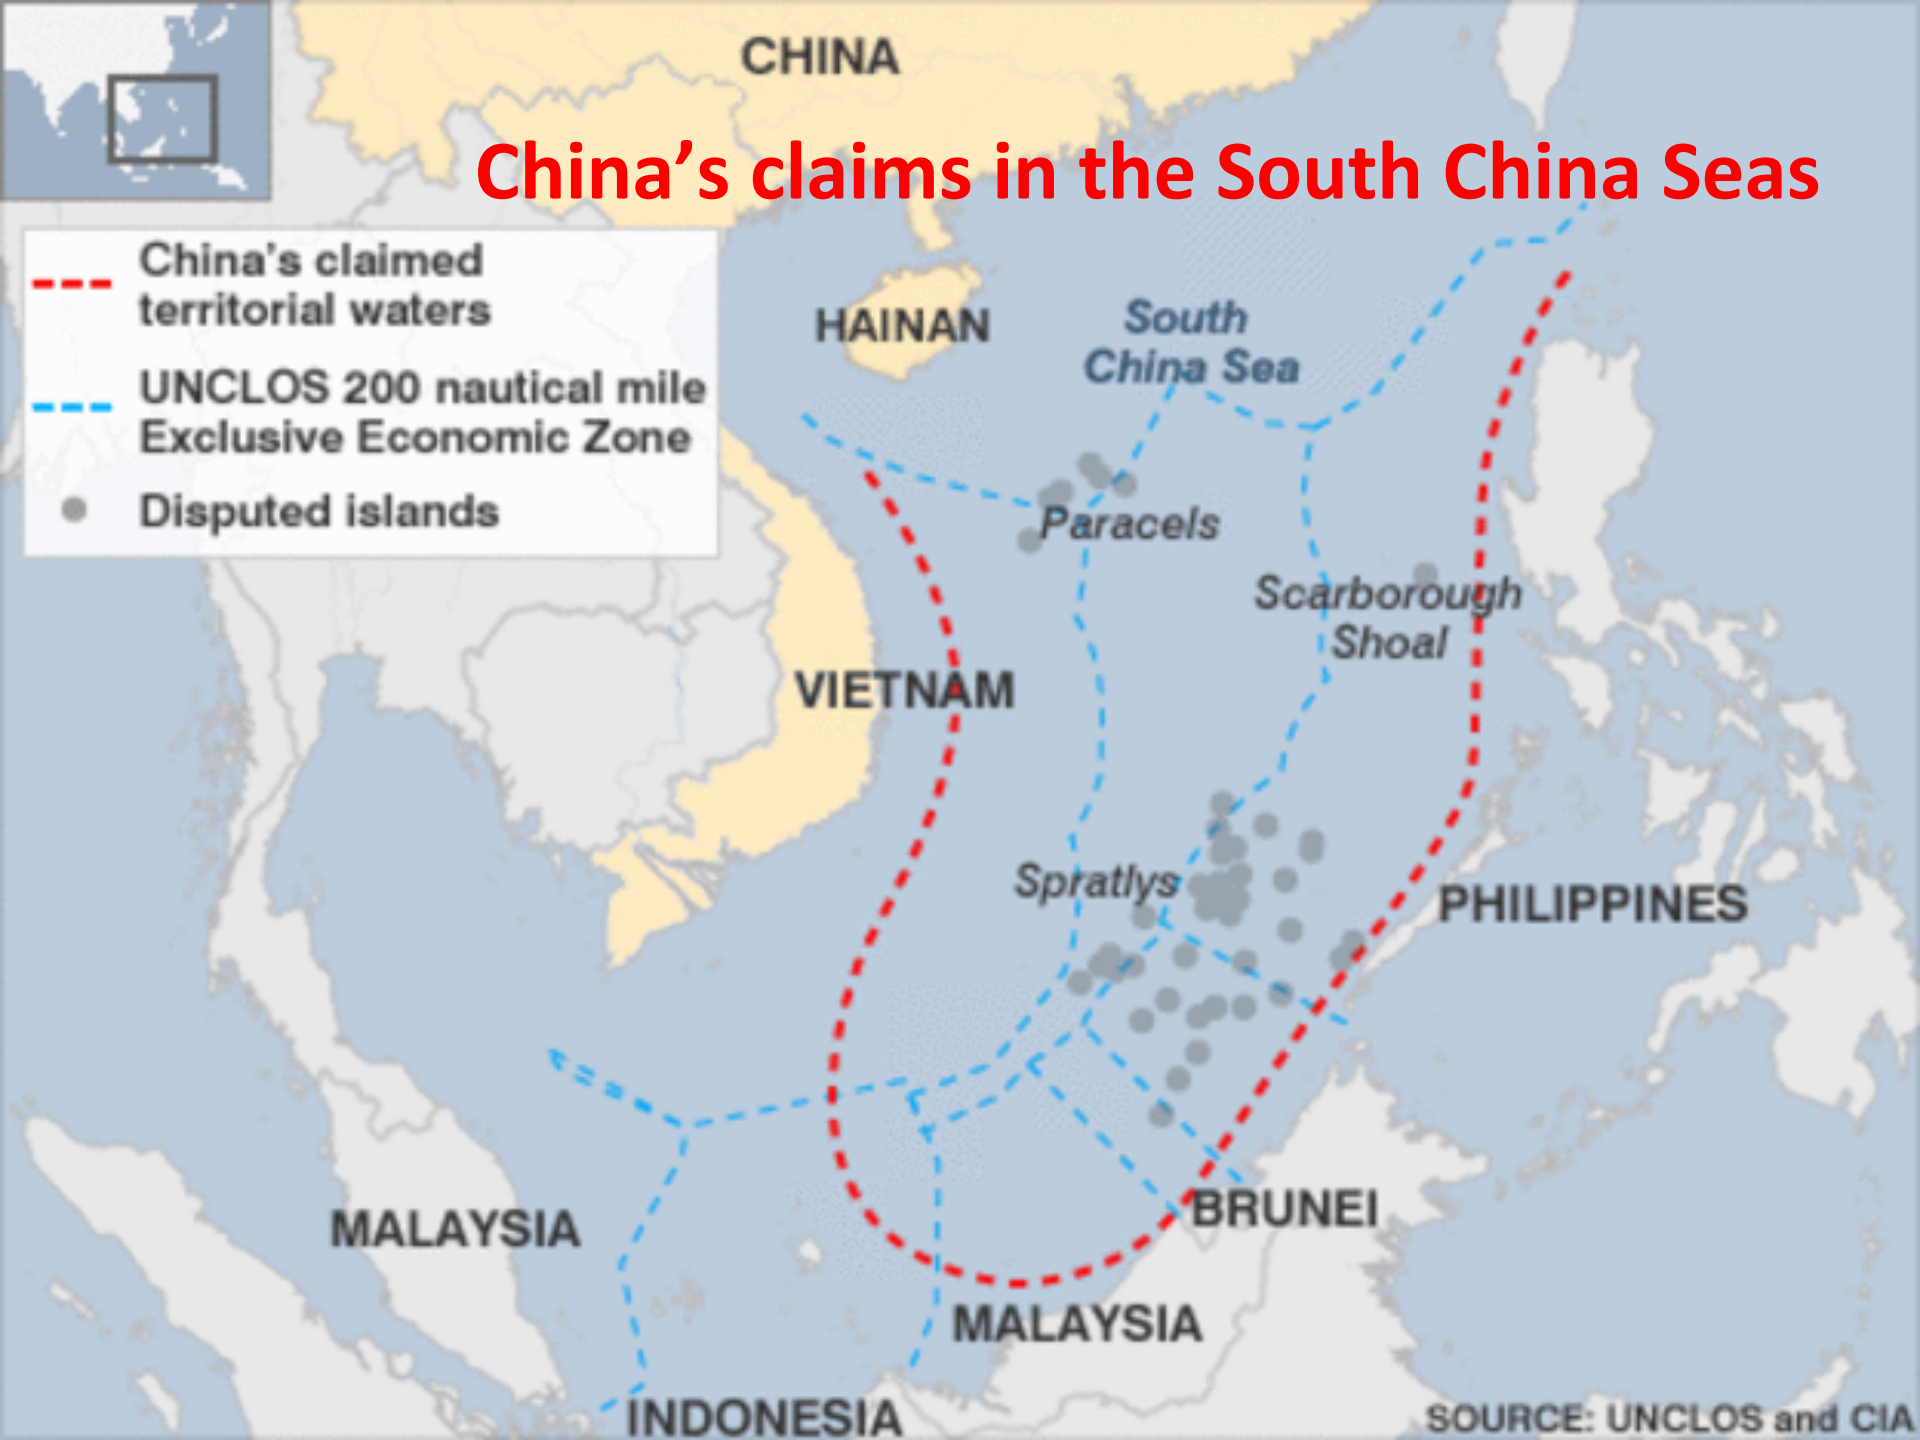 CHINA
China’s claims in the South China Seas
China's claimed
territorial waters
UNCLOS 200 nautical mile
Exclusive Economic Zone
Disputed islands
HAINAN
South
China Sea
Paracels
Scarborough
Shoal
VIETNAM
Spratlys
PHILIPPINES
BRUNEI
MALAYSIA
MALAYSIA
INDONESIA
SOURCE: UNCLOS and CIA